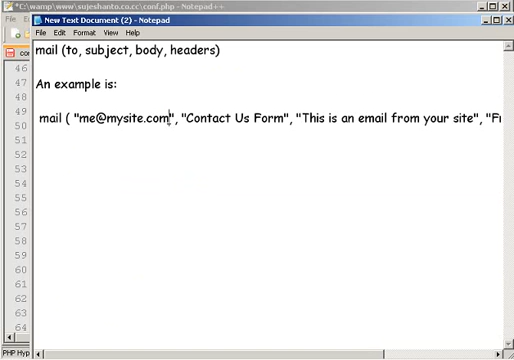 *C:\wamp\www\sujeshanto.co.cc\conf.php - Notepad++
File
New Text Document (2) - Notepad
File Edit Format View Help
mail (to, subject, body, headers)
An example is:
mail ( "me@mysite.com", "Contact Us Form", "This is an email from your site", "Fr
46
47
48
49
50
51
52
53
54
55
56
57
58
59
60
61
62
63
64
PHP Hyp